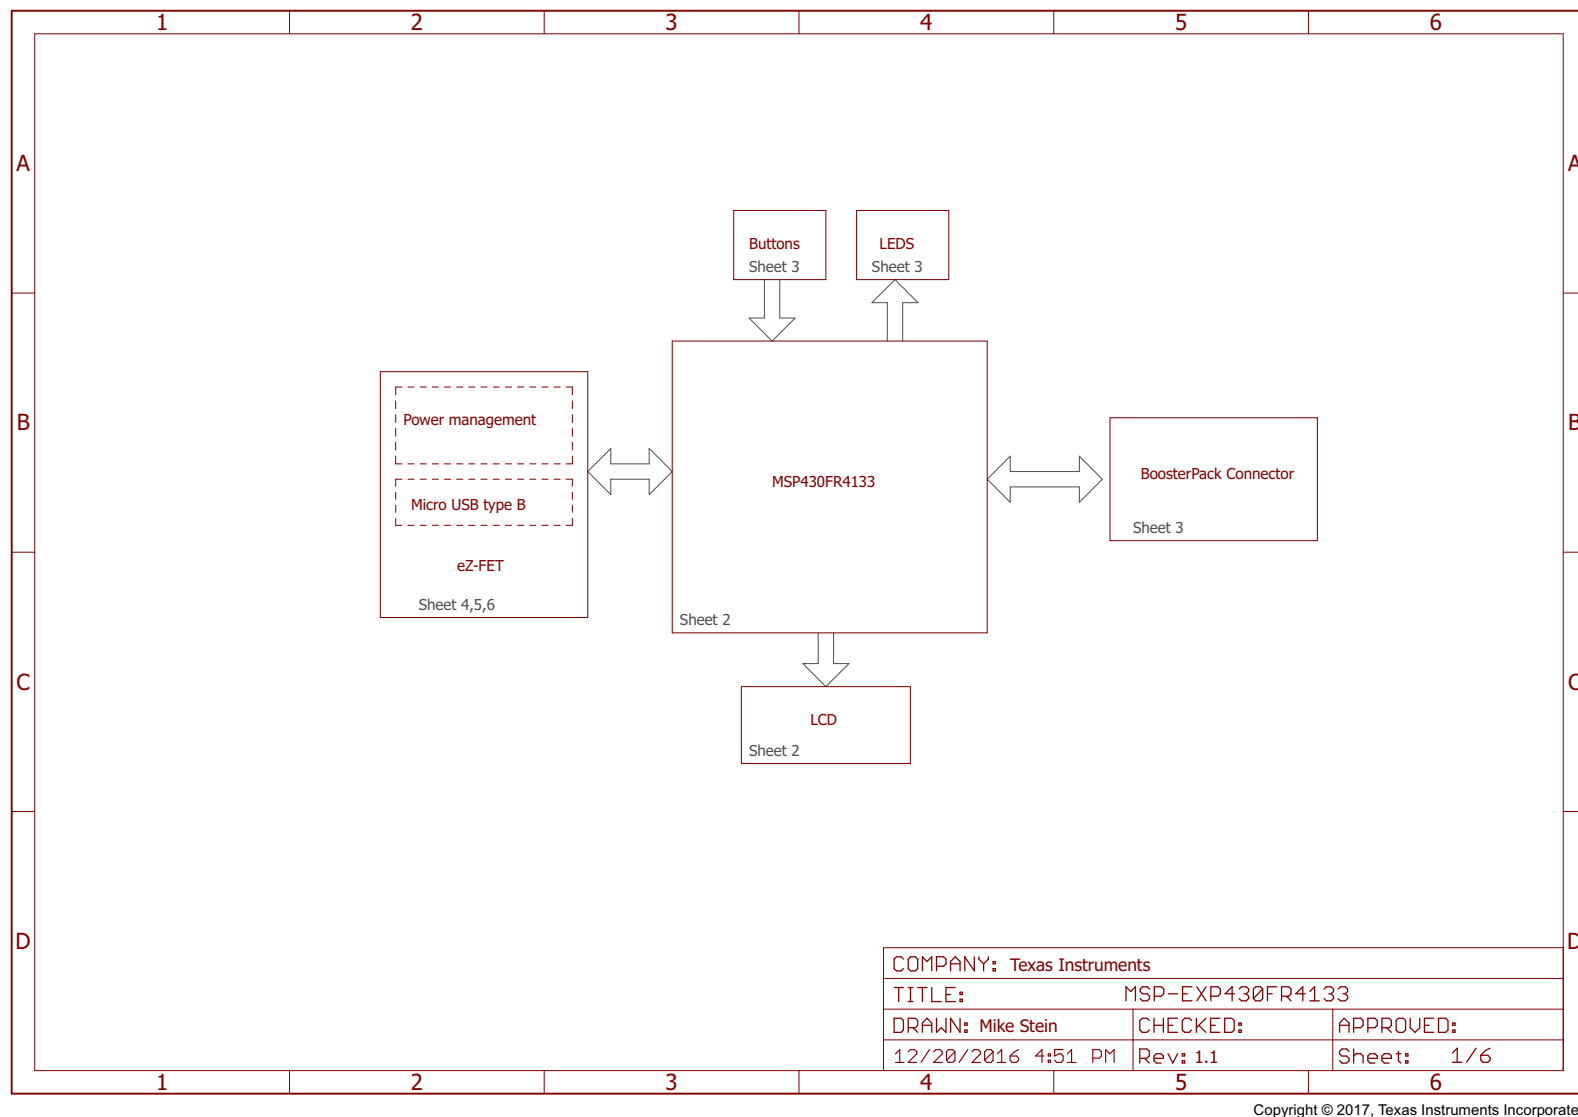 1 2 3 4 5 6
A A
Buttons
Sheet 3
LEDS
Sheet 3
B B
Power management
Micro USB type B
eZ-FET
Sheet 4,5,6
MSP430FR4133
Sheet 2
BoosterPack Connector
Sheet 3
C C
LCD
Sheet 2
D D
COMPANY: Texas Instruments
TITLE: MSP-EXP430FR4133
DRAWN: Mike Stein CHECKED: APPROVED:
12/20/2016 4:51 PM Rev: 1.1 Sheet: 1/6
1 2 3 4 5 6
Copyright © 2017, Texas Instruments Incorporate